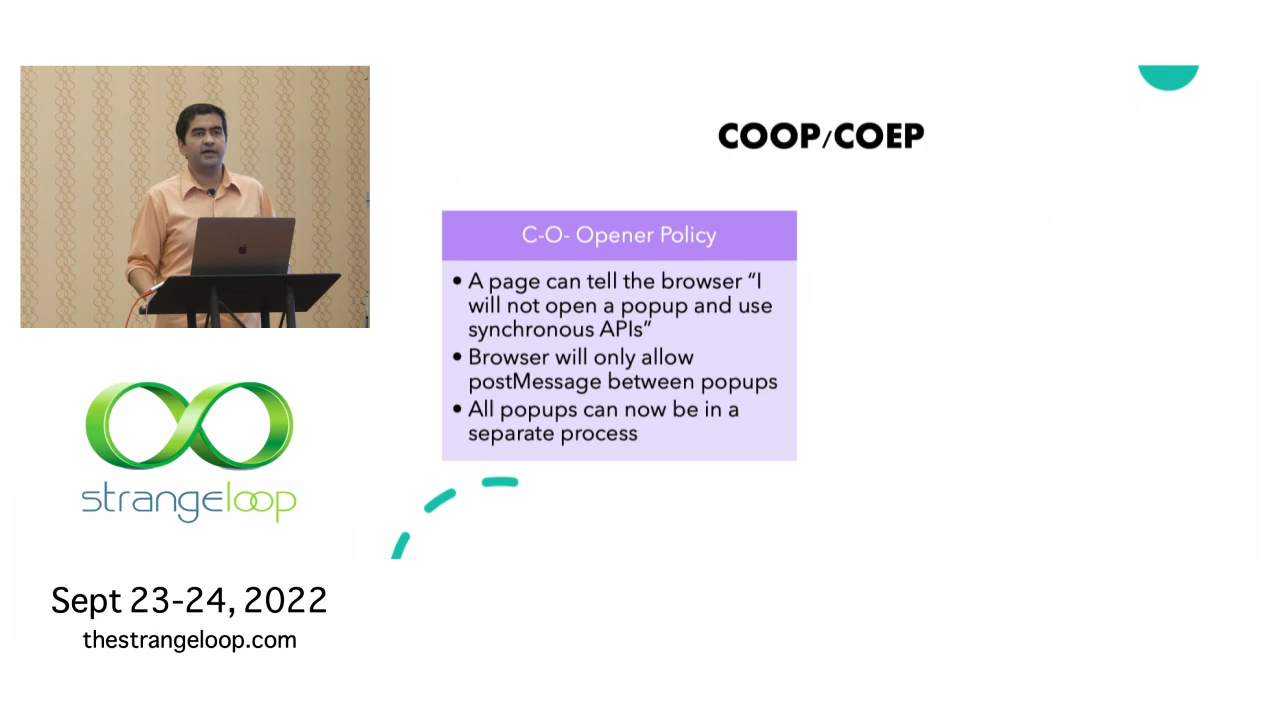 COOP/COEP
C-O- Opener Policy
• A page can tell the browser “I
will not open a popup and use
synchronous APIs”
• Browser will only allow
postMessage between popups
• All popups can now be in a
separate process
strangeloop
Sept 23-24, 2022
thestrangeloop.com